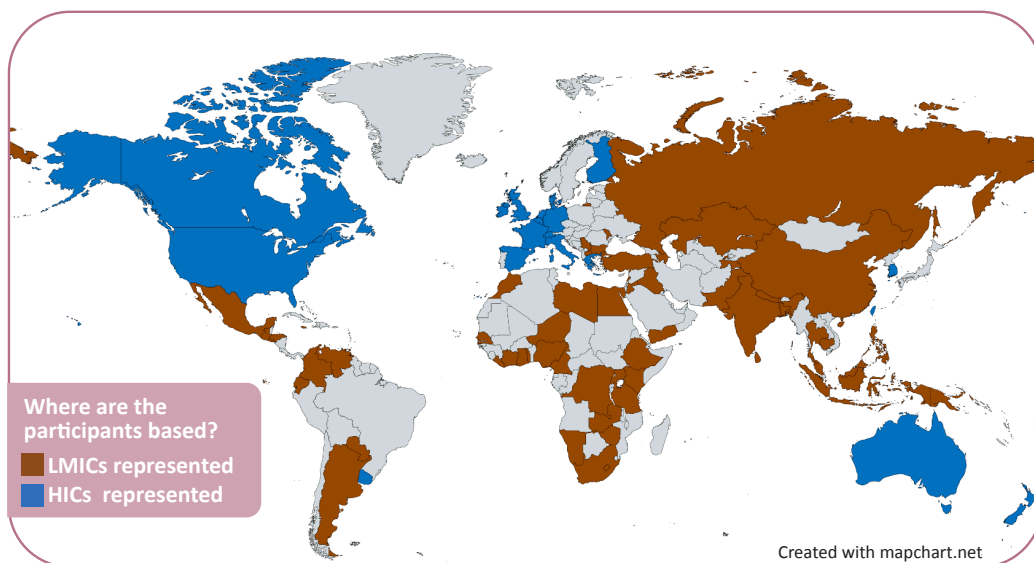 Where are the
participants based?
LMICs represented
HICs represented
Created with mapchart.net